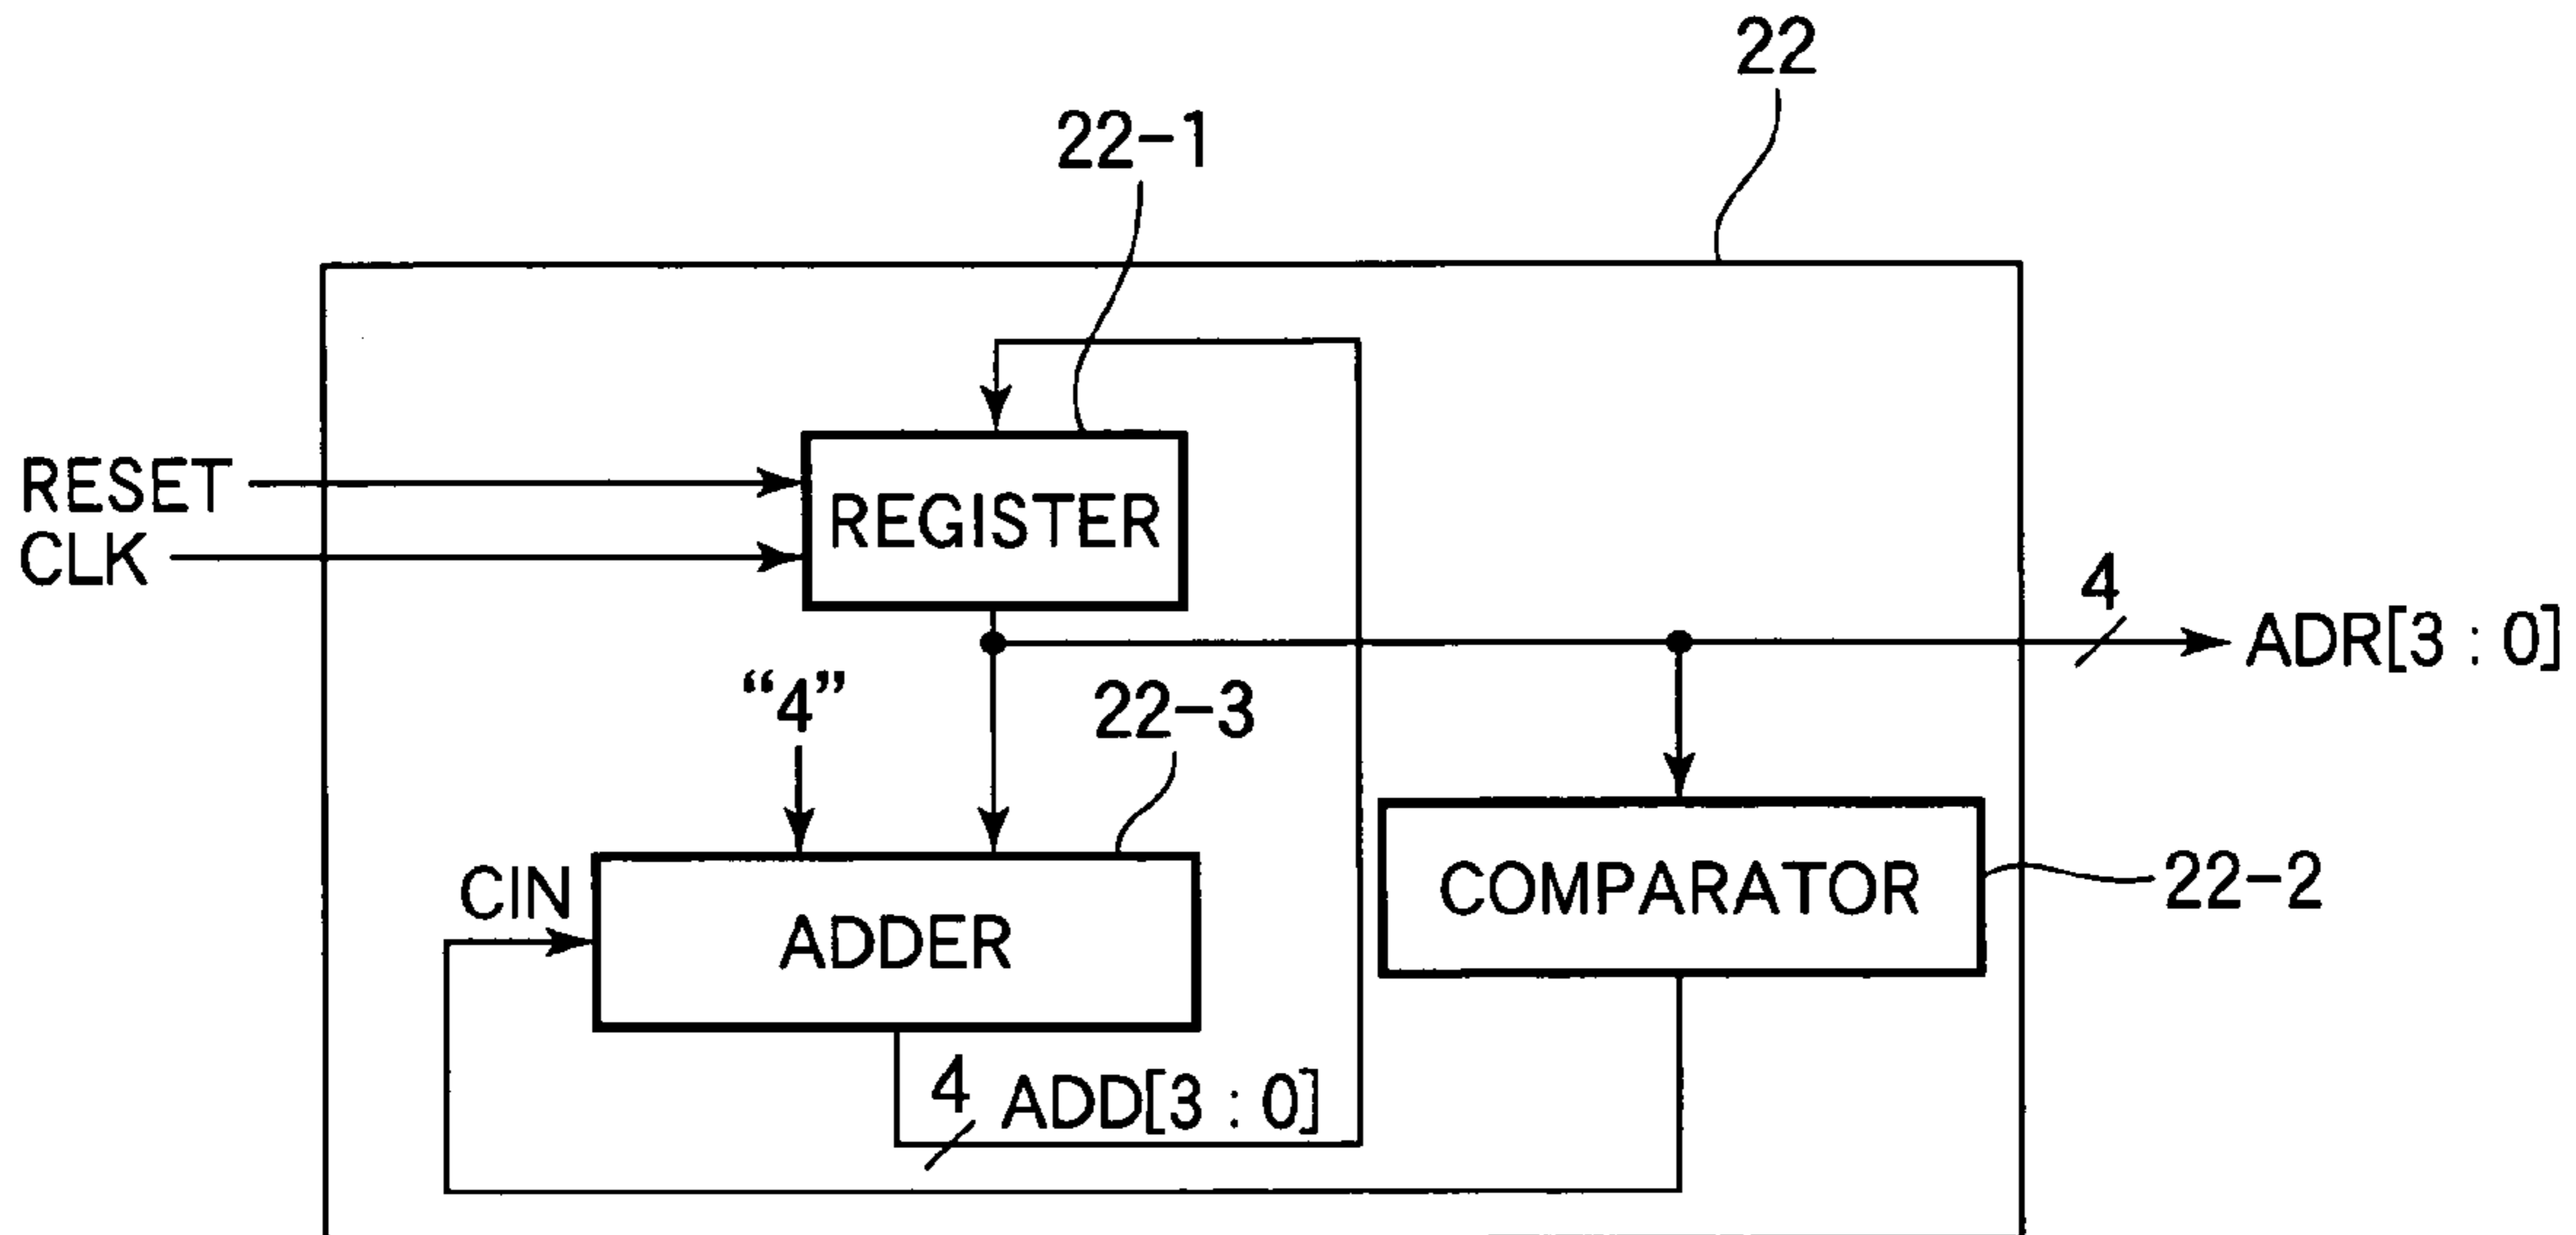 22
22-1
RESET
REGISTER
CLK
4
ADR[3 : 0]
“4”
22-3
CIN
ADDER
COMPARATOR
22-2
4
ADD[3 : 0]